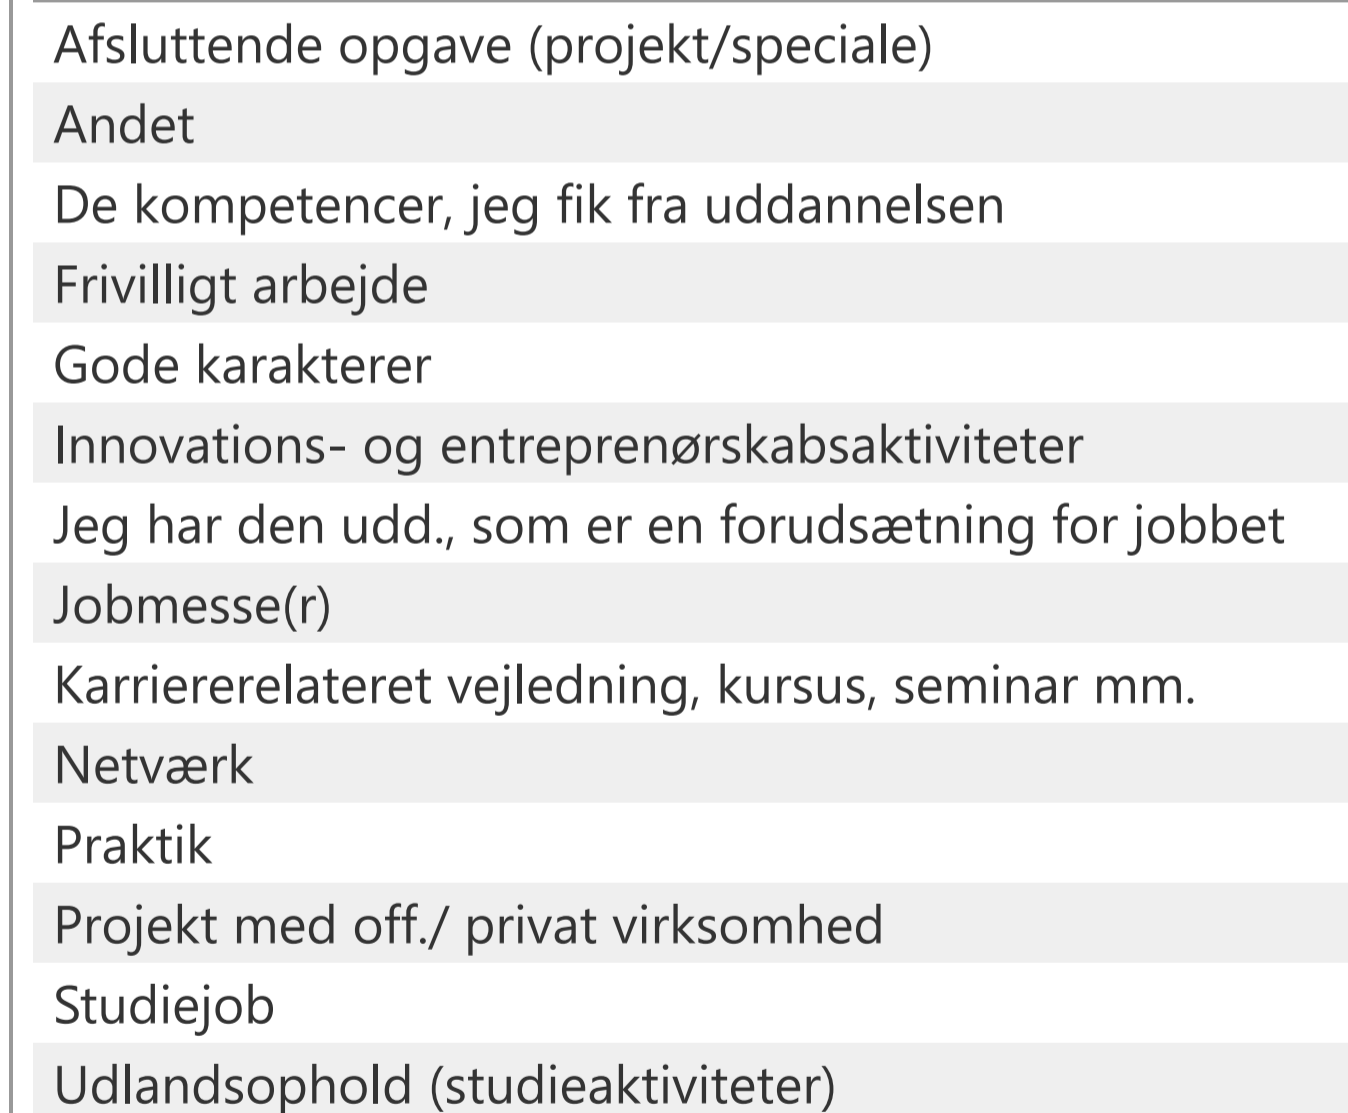 Afsluttende opgave (projekt/speciale)
Andet
De kompetencer, jeg fik fra uddannelsen
Frivilligt arbejde
Gode karakterer
Innovations- og entreprenørskabsaktiviteter
Jeg har den udd., som er en forudsætning for jobbet
Jobmesse(r)
Karriererelateret vejledning, kursus, seminar mm.
Netværk
Praktik
Projekt med off./ privat virksomhed
Studiejob
Udlandsophold (studieaktiviteter)